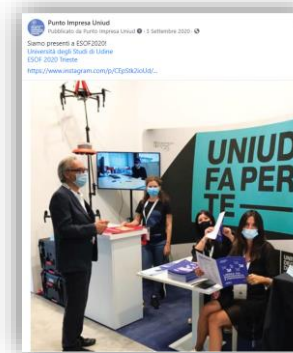 Punto Impresa Uniud
Pubblicato da Punto Impresa Uniud · 3 Settembre 2020 ·
Siamo presenti a ESOF2020!
Università degli Studi di Udine
ESOF 2020 Trieste
https://www.instagram.com/p/CEpSlk2ioUd/...
UNIUD
FA PER
TE